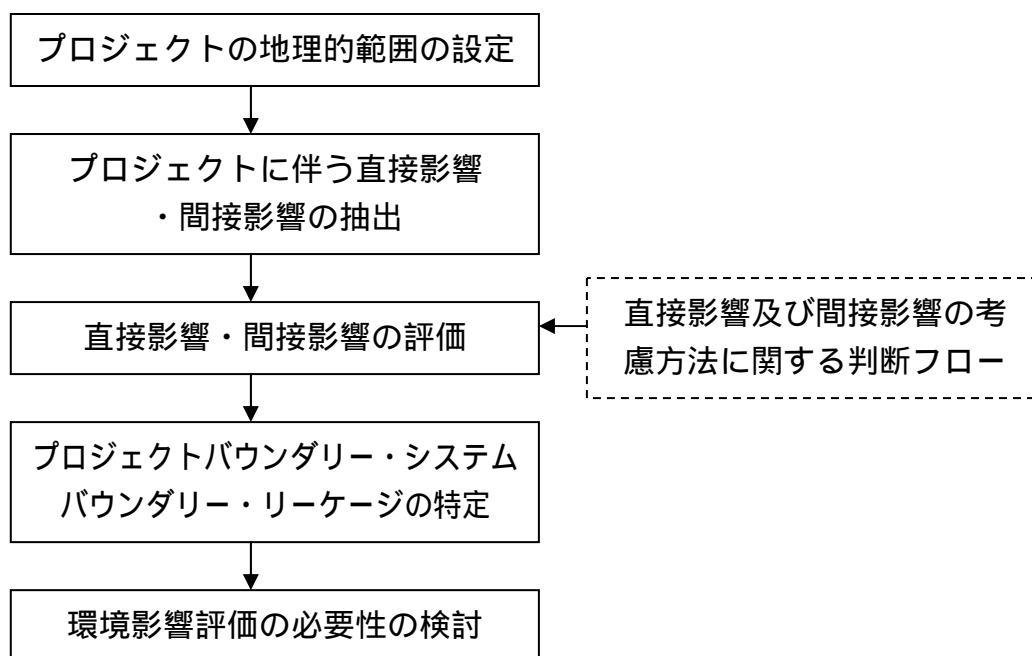 プロジェクトの地理的範囲の設定
プロジェクトに伴う直接影響
・間接影響の抽出
直接影響・間接影響の評価
直接影響及び間接影響の考
慮方法に関する判断フロー
プロジェクトバウンダリー・システム
バウンダリー・リーケージの特定
環境影響評価の必要性の検討